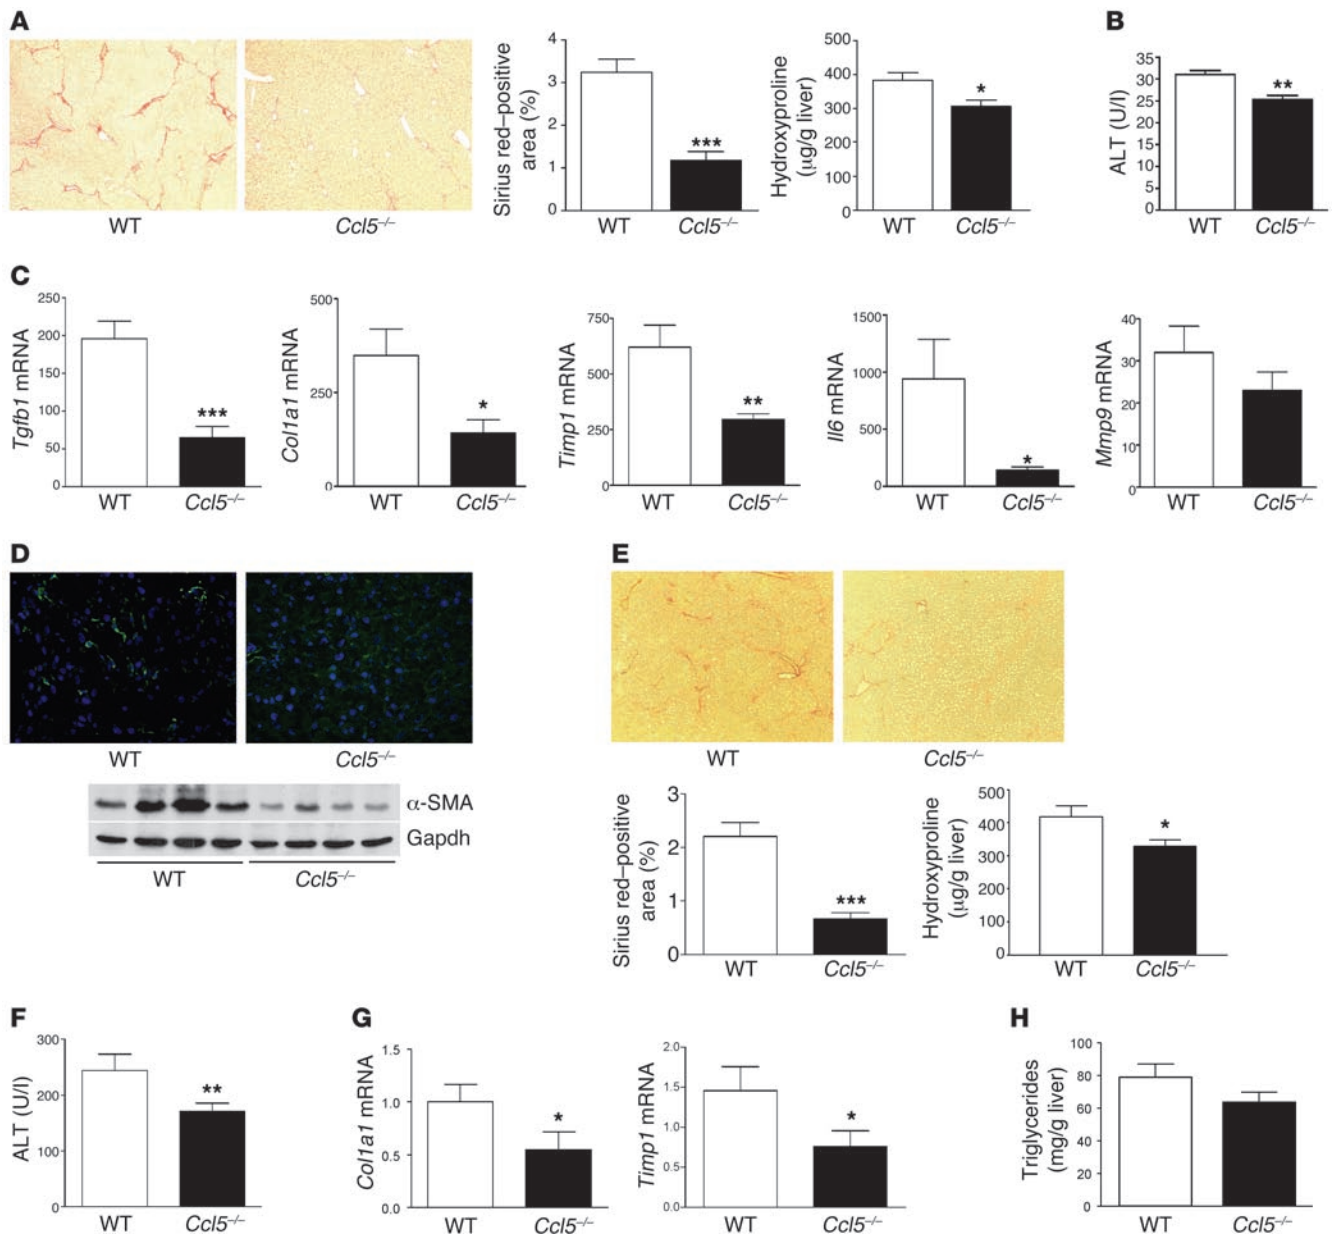 A
B
Sirius red–positive
area (%)
4
3
2
1
0
***
WT
Ccl5–/–
Hydroxyproline
(µg/g liver)
500
400
300
200
100
0
*
WT
Ccl5–/–
ALT (U/l)
35
30
25
20
15
10
5
0
**
WT
Ccl5–/–
WT
Ccl5–/–
C
Tgfb1 mRNA
250
200
150
100
50
0
***
WT
Ccl5–/–
Col1a1 mRNA
500
250
0
*
WT
Ccl5–/–
Timp1 mRNA
750
500
250
0
**
WT
Ccl5–/–
Il6 mRNA
1500
1000
500
0
*
WT
Ccl5–/–
Mmp9 mRNA
40
30
20
10
0
WT
Ccl5–/–
D
WT
Ccl5–/–
α-SMA
Gapdh
WT
Ccl5–/–
E
WT
Ccl5–/–
Sirius red–positive
area (%)
3
2
1
0
***
WT
Ccl5–/–
Hydroxyproline
(µg/g liver)
500
400
300
200
100
0
*
WT
Ccl5–/–
F
ALT (U/l)
300
200
100
0
**
WT
Ccl5–/–
G
Col1a1 mRNA
1.5
1.0
0.5
0.0
*
WT
Ccl5–/–
Timp1 mRNA
2.0
1.5
1.0
0.5
0.0
*
WT
Ccl5–/–
H
Triglycerides
(mg/g liver)
100
80
60
40
20
0
WT
Ccl5–/–